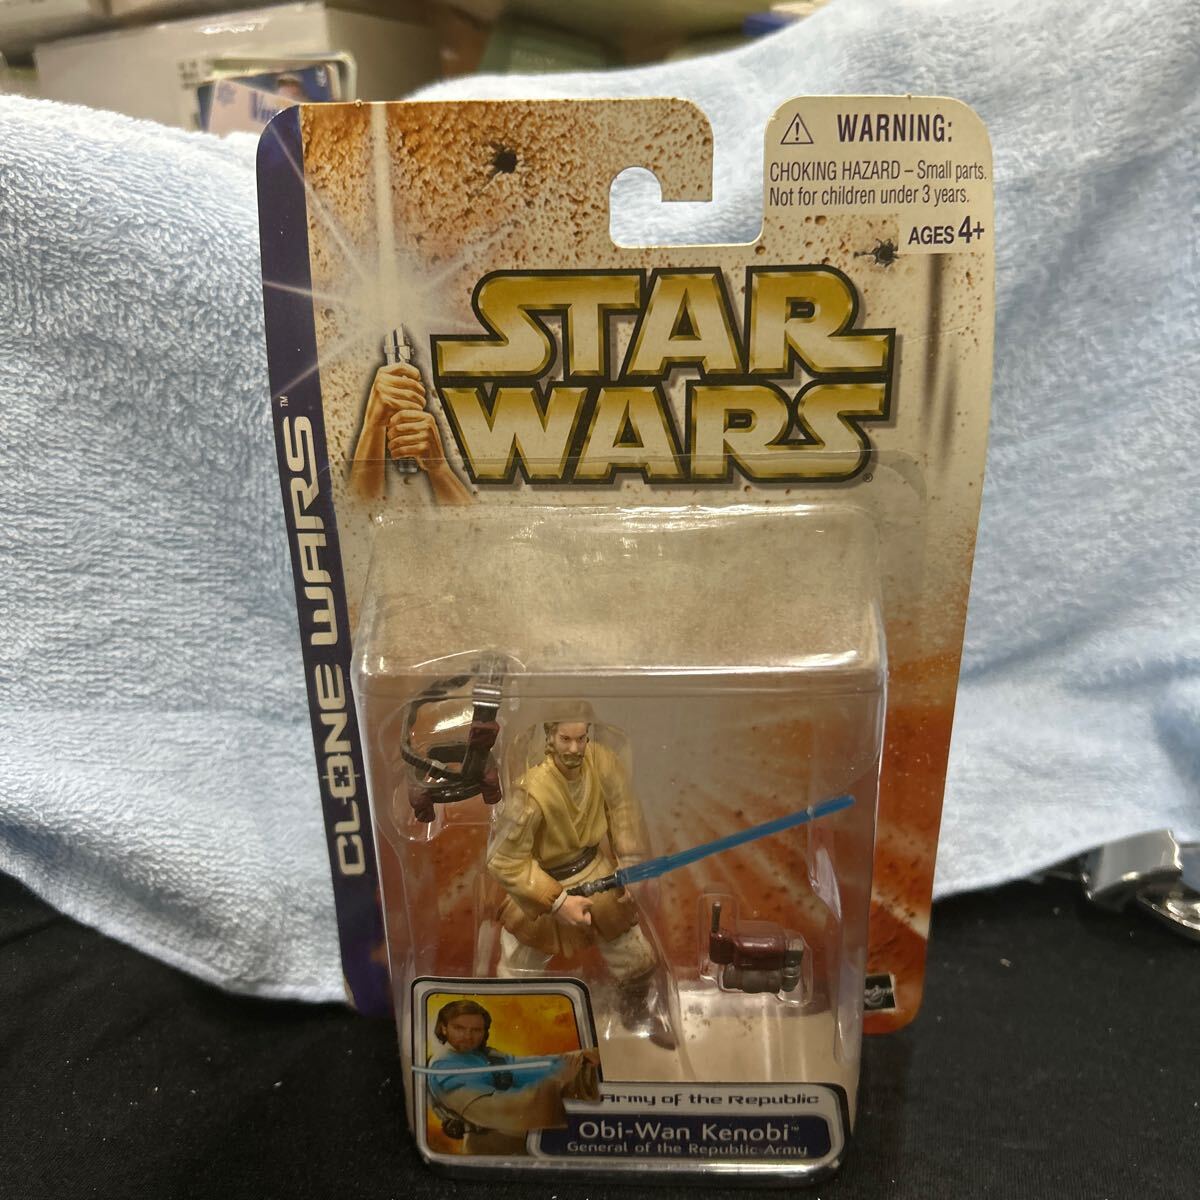 WARNING:
CHOKING HAZARD – Small parts.
Not for children under 3 years.
AGES 4+
STAR
WARS®
CLONE WARS™
Army of the Republic
Obi-Wan Kenobi™
General of the Republic Army